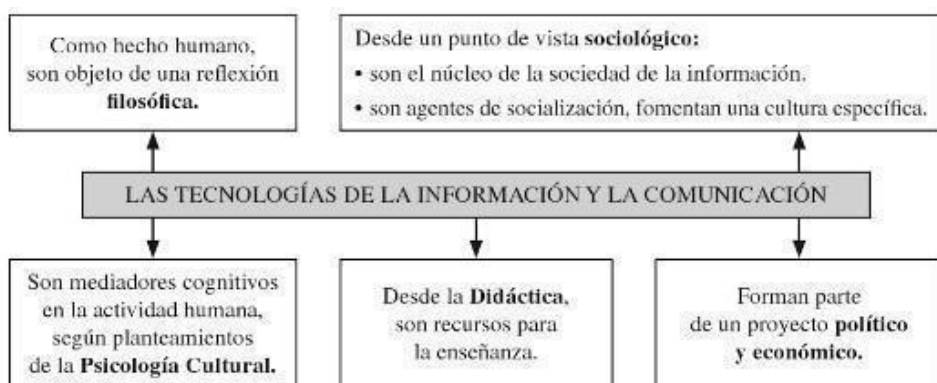 Como hecho humano,
son objeto de una reflexión
filosófica.
Desde un punto de vista sociológico:
• son el núcleo de la sociedad de la información.
• son agentes de socialización, fomentan una cultura específica.
LAS TECNOLOGÍAS DE LA INFORMACIÓN Y LA COMUNICACIÓN
Son mediadores cognitivos
en la actividad humana,
según planteamientos
de la Psicología Cultural.
Desde la Didáctica,
son recursos para
la enseñanza.
Forman parte
de un proyecto político
y económico.